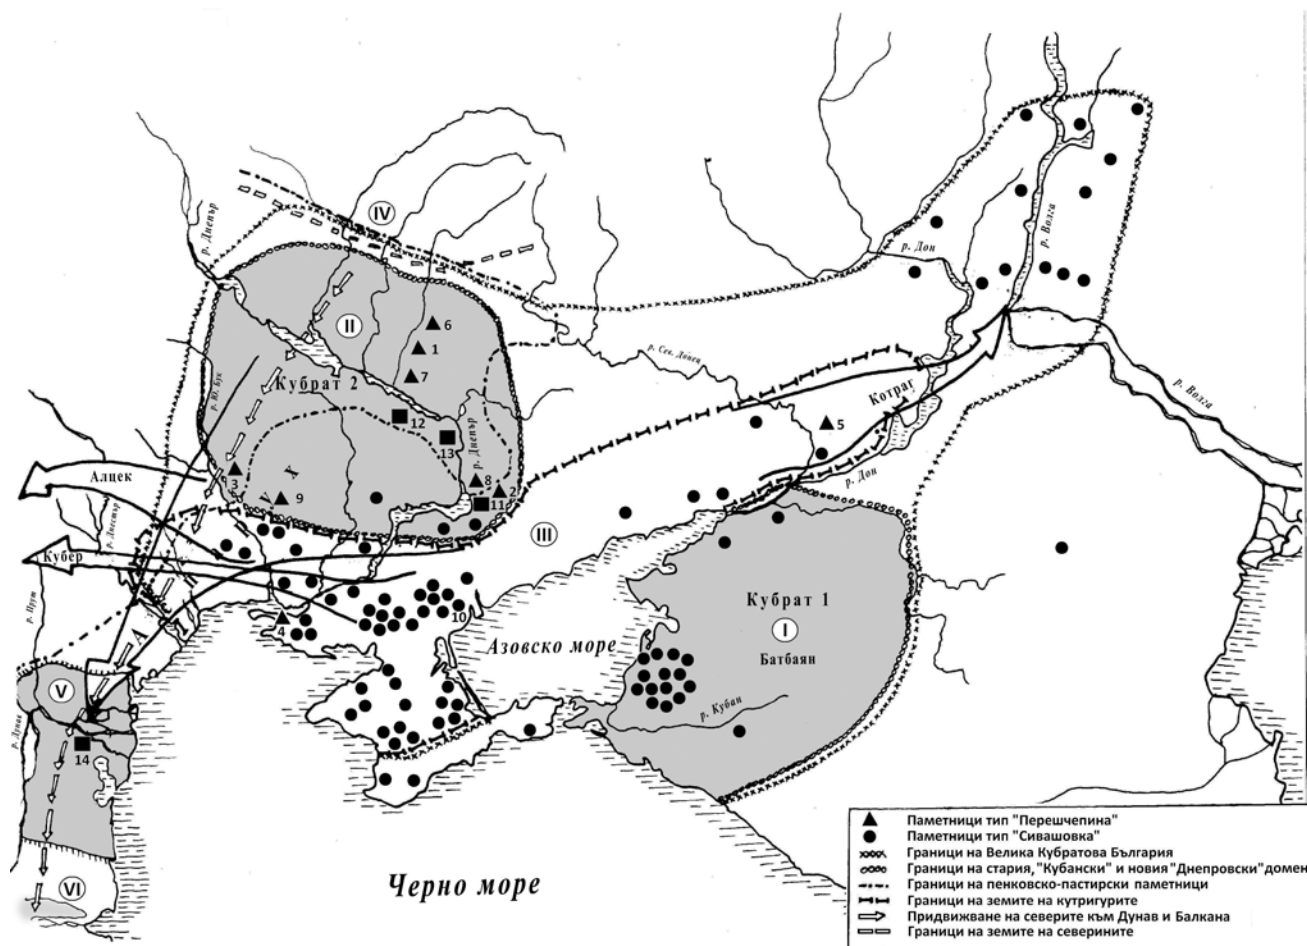 IV
р. Днепър
р. Волга
р. Дон
II
6
1
р. Сев. Донец
7
Кубрат 2
р. Ю. Бук
12
13
Котраг
5
р. Волга
р. Днепър
Алцек
3
У
Х
9
8
2
11
р. Дон
р. Днестър
III
Кубер
Кубрат 1
р. Прут
I
10
4
А
Азовско море
Батбаян
V
р. Кубан
р. Дунав
14
VI
Черно море
Паметници тип "Перешчепина"
Паметници тип "Сивашовка"
Граници на Велика Кубратова България
Граници на стария, "Кубански" и новия "Днепровски" домен
Граници на пенковско-пастирски паметници
Граници на земите на кутригурите
Придвижване на северите към Дунав и Балкана
Граници на земите на северините